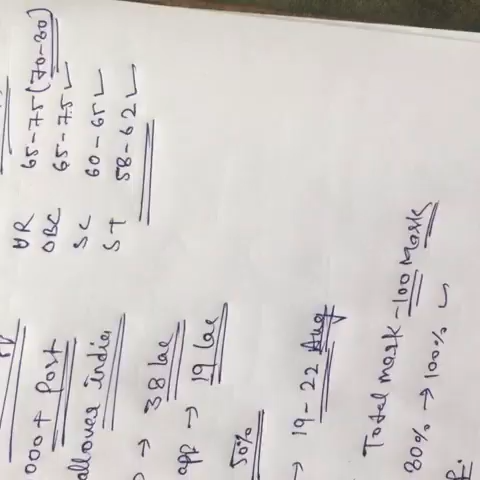 UR 65-75 (70-80)
OBC 65-75
SC 60-65
ST 58-62
000+ Post
allover india
→ 38 lac
app → 19 lac
50%
→ 19-22 Aug
Total mark - 100 Mark
80% → 100%